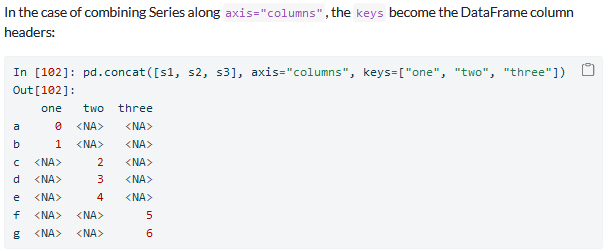 In the case of combining Series along axis="columns", the keys become the DataFrame column
headers:
In [102]: pd.concat([s1, s2, s3], axis="columns", keys=["one", "two", "three"])
Out[102]:
    one   two  three
a     0  <NA>   <NA>
b     1  <NA>   <NA>
c  <NA>     2   <NA>
d  <NA>     3   <NA>
e  <NA>     4   <NA>
f  <NA>  <NA>      5
g  <NA>  <NA>      6